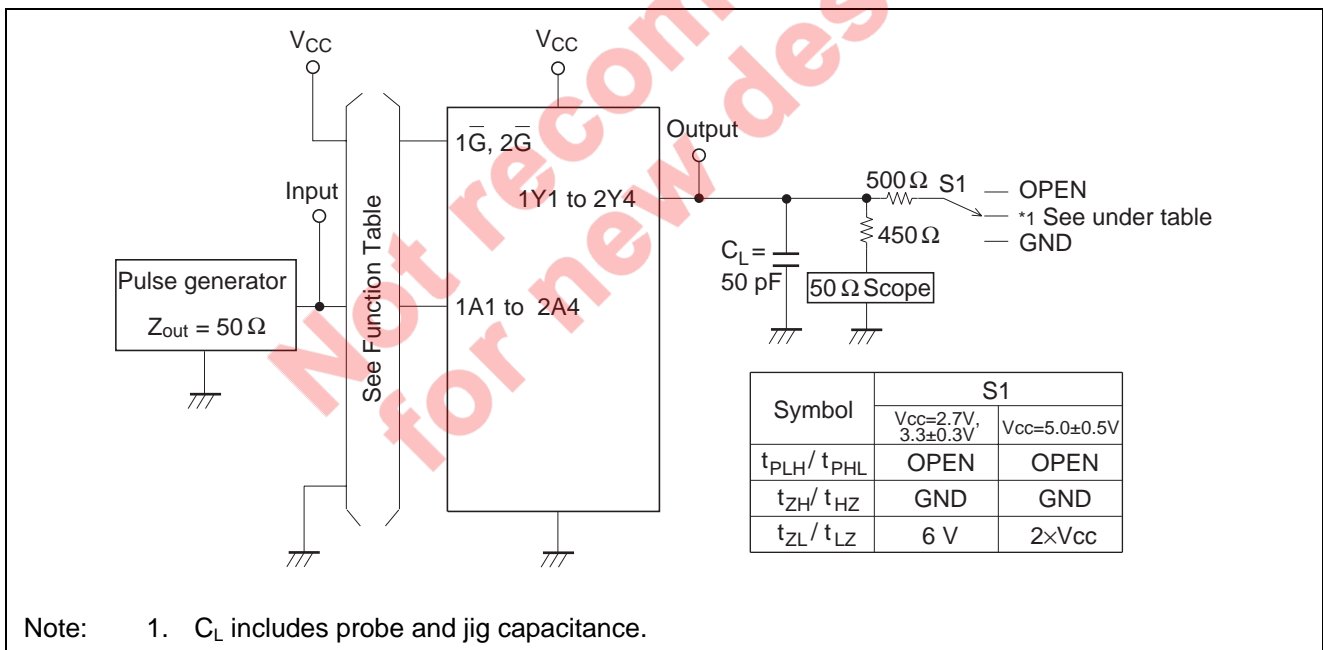 Not recom
for new des
VCC
VCC
Output
1G̅, 2G̅
500 Ω S1
OPEN
Input
1Y1 to 2Y4
*1 See under table
See Function Table
450 Ω
GND
CL =
50 pF
Pulse generator
50 Ω Scope
Zout = 50 Ω
1A1 to 2A4
Symbol
S1
Vcc=2.7V,
3.3±0.3V
Vcc=5.0±0.5V
tPLH / tPHL OPEN OPEN
tZH / tHZ GND GND
tZL / tLZ 6 V 2×Vcc
Note: 1. CL includes probe and jig capacitance.